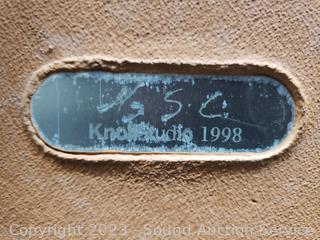 KnollStudio 1998
Copyright 2023 - Sound Auction Service